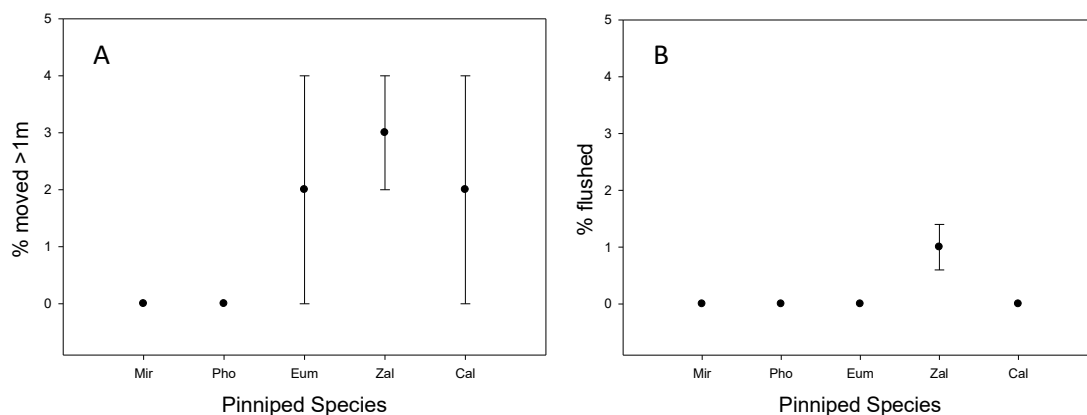 A
5
4
3
2
1
0
% moved >1m
Mir Pho Eum Zal Cal
Pinniped Species
B
5
4
3
2
1
0
% flushed
Mir Pho Eum Zal Cal
Pinniped Species